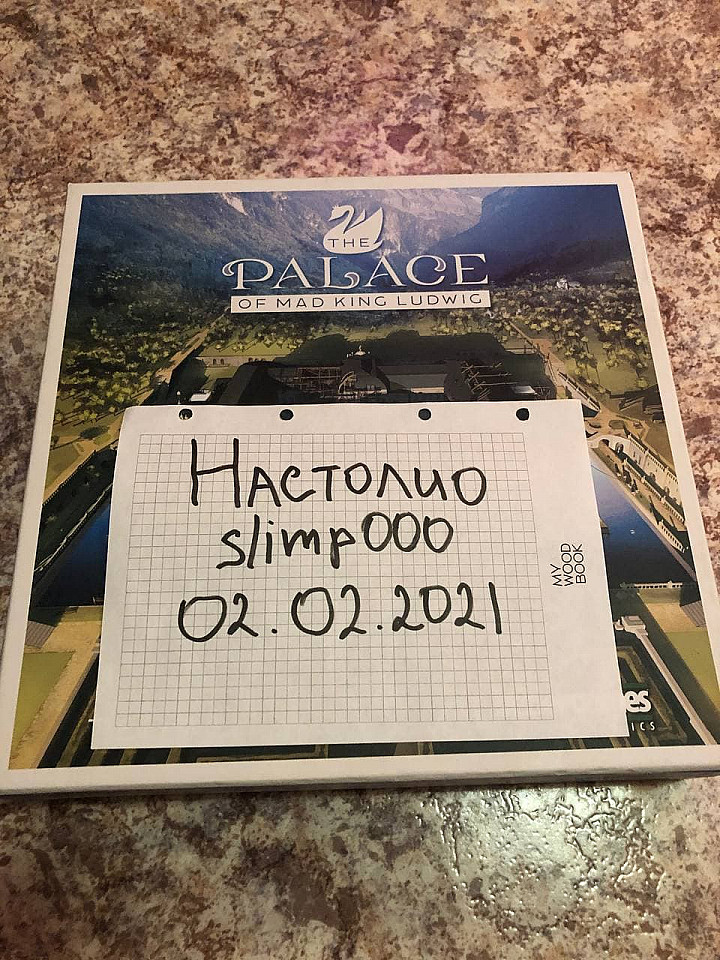 THE
PALACE
OF MAD KING LUDWIG
Настолио
slimp000
02.02.2021
MY
WOOD
BOOK